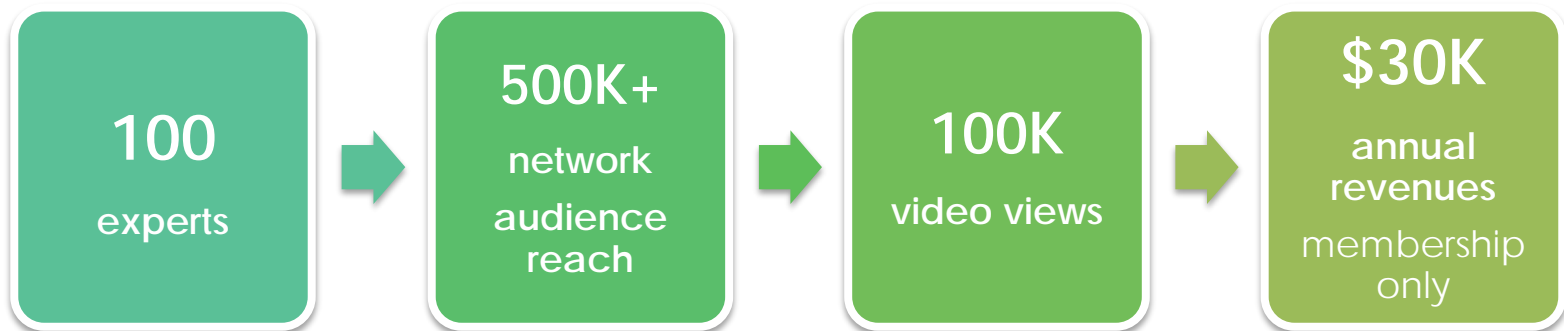 100
experts
500K+
network
audience
reach
100K
video views
$30K
annual
revenues
membership
only